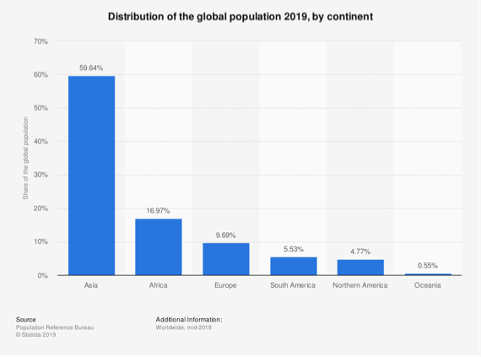 Distribution of the global population 2019, by continent
Share of the global population
70%
60%
50%
40%
30%
20%
10%
0%
59.64%
16.97%
9.69%
5.53%
4.77%
0.55%
Asia
Africa
Europe
South America
Northern America
Oceania
Source
Population Reference Bureau
© Statista 2019
Additional Information:
Worldwide; mid-2019